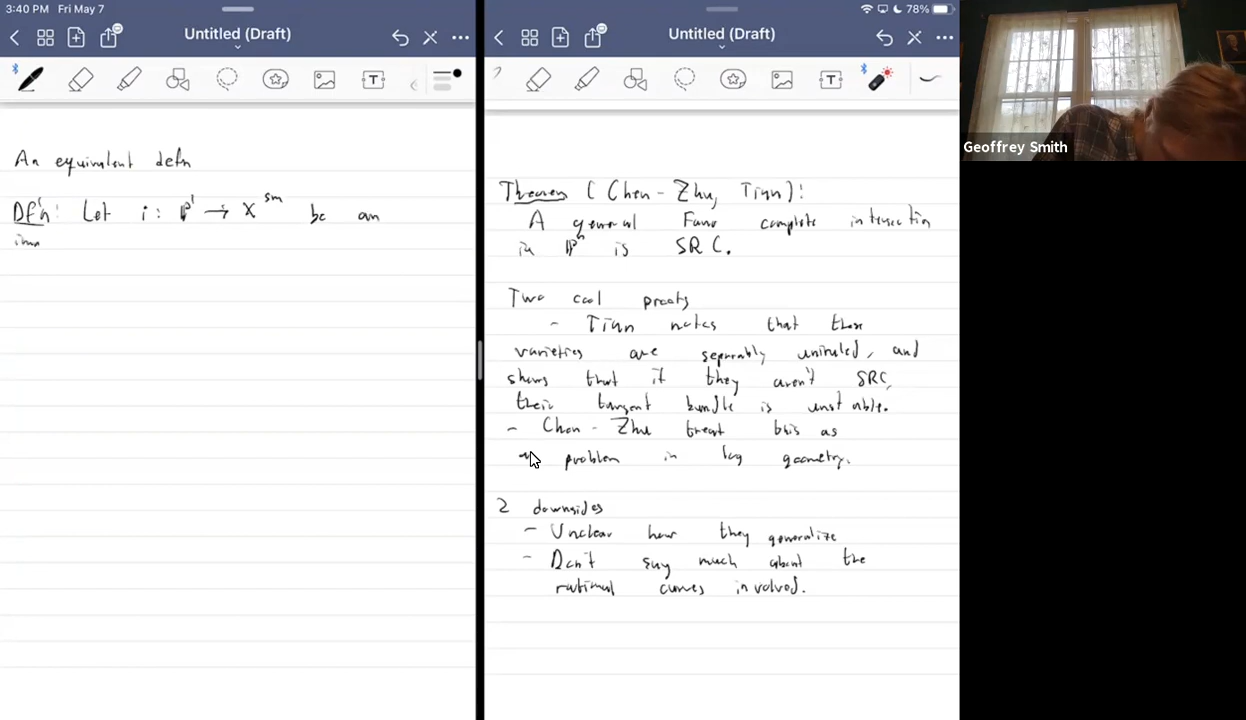 3:40 PM Fri May 7
78%
Untitled (Draft)
Untitled (Draft)
An equivalent defn
Df'n: Let i: P¹ → X^sm be an
imm
Theorem (Chen-Zhu, Tian):
A general Fano complete intersection
in Pⁿ is SRC.
Two cool proofs
- Tian notes that these
varieties are separably uniruled, and
shows that if they aren't SRC,
their tangent bundle is unstable.
- Chen-Zhu treat this as
problem in log geometry.
2 downsides
- Unclear how they generalize
- Don't say much about the
rational curves involved.
Geoffrey Smith